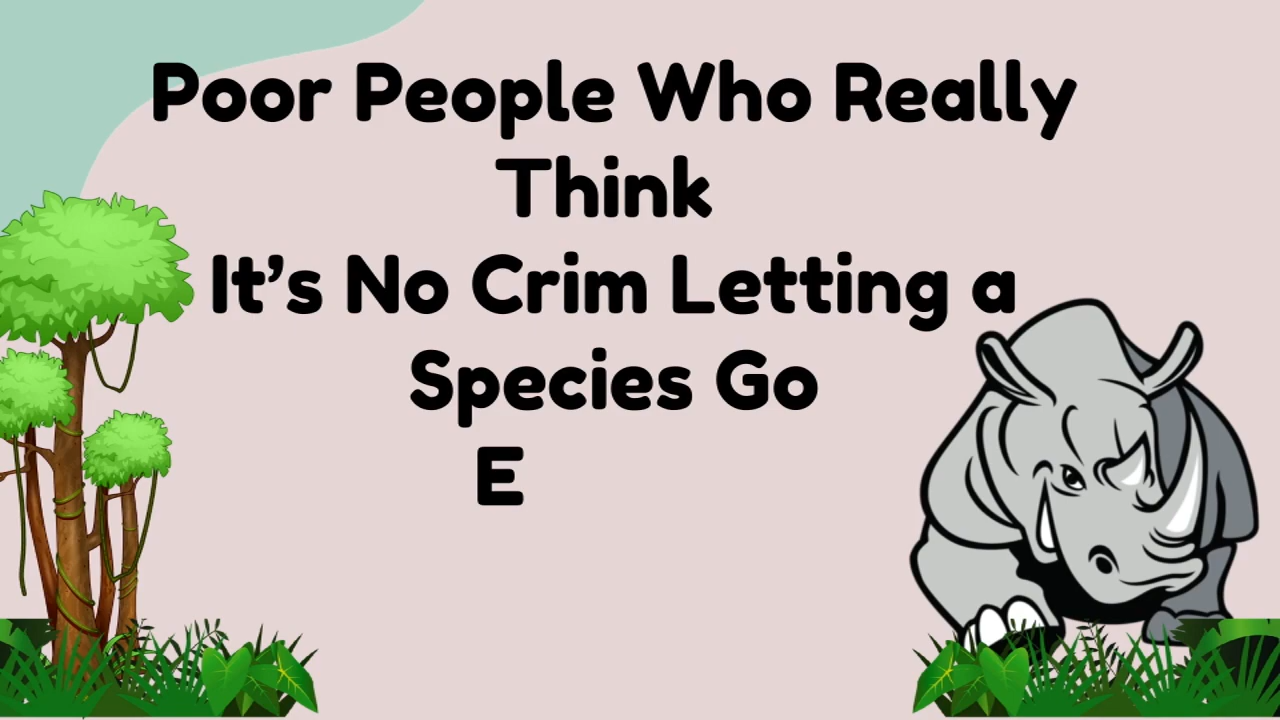 Poor People Who Really
Think
It’s No Crim Letting a
Species Go
E